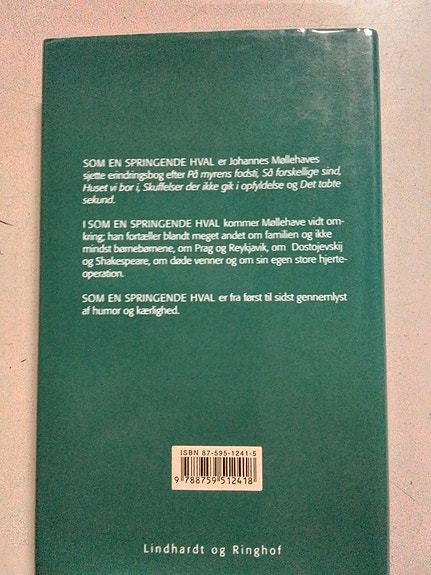 SOM EN SPRINGENDE HVAL er Johannes Møllehaves
sjette erindringsbog efter På myrens fodsti, Så forskellige sind,
Huset vi bor i, Skuffelser der ikke gik i opfyldelse og Det tabte
sekund.
I SOM EN SPRINGENDE HVAL kommer Møllehave vidt om-
kring; han fortæller blandt meget andet om familien og ikke
mindst børnebørnene, om Prag og Reykjavik, om Dostojevskij
og Shakespeare, om døde venner og om sin egen store hjerte-
operation.
SOM EN SPRINGENDE HVAL er fra først til sidst gennemlyst
af humor og kærlighed.
ISBN 87-595-1241-5
9 788759 512418
Lindhardt og Ringhof